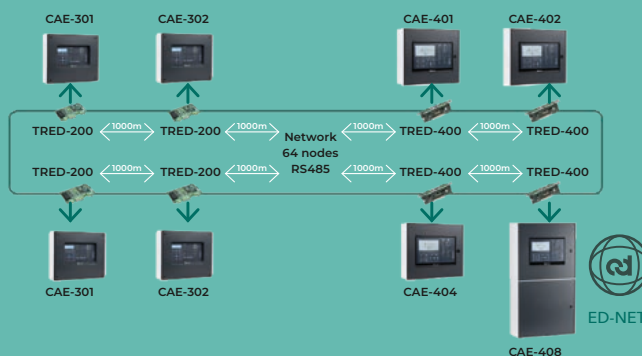 CAE-301 CAE-302 CAE-401 CAE-402
TRED-200 1000m TRED-200 1000m Network 1000m TRED-400 1000m TRED-400
64 nodes
TRED-200 1000m TRED-200 1000m RS485 1000m TRED-400 1000m TRED-400
CAE-301 CAE-302 CAE-404
ED-NET
CAE-408